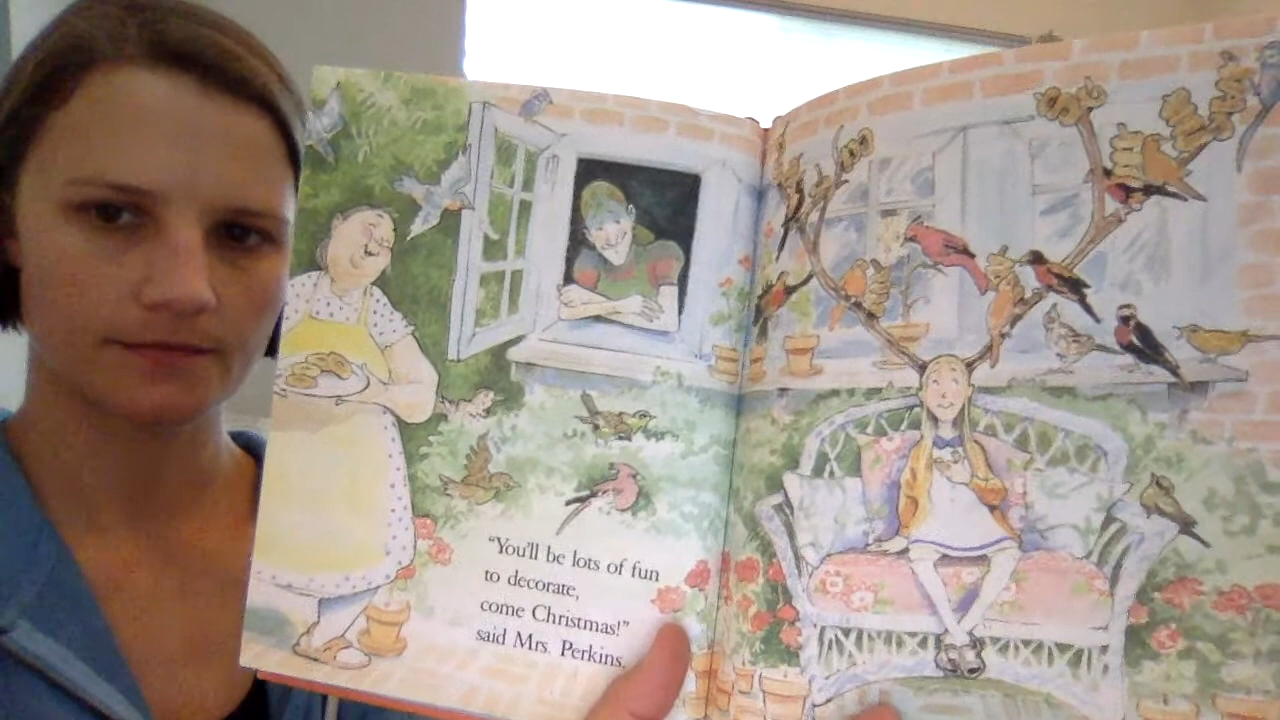 “You’ll be lots of fun
to decorate,
come Christmas!”
said Mrs. Perkins.